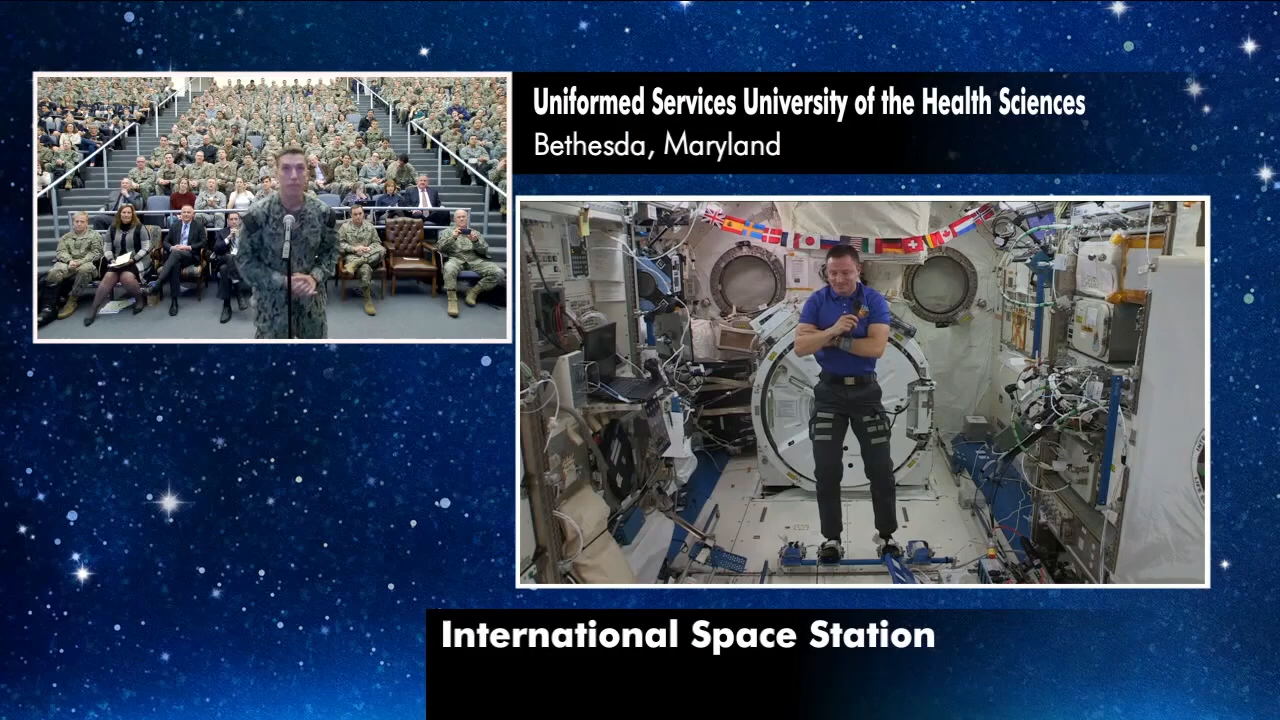 Uniformed Services University of the Health Sciences
Bethesda, Maryland
International Space Station